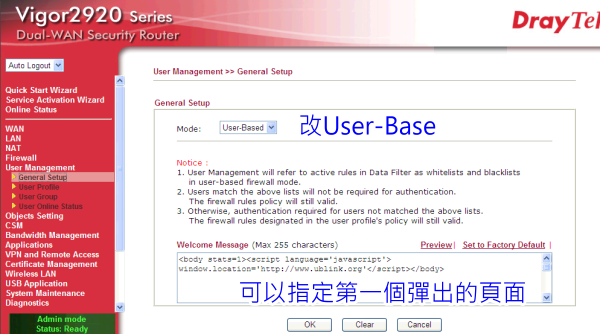 Vigor2920 Series
Dual-WAN Security Router
DrayTe
Auto Logout
Quick Start Wizard
Service Activation Wizard
Online Status
WAN
LAN
NAT
Firewall
User Management
General Setup
User Profile
User Group
User Online Status
Objects Setting
CSM
Bandwidth Management
Applications
VPN and Remote Access
Certificate Management
Wireless LAN
USB Application
System Maintenance
Diagnostics
Admin mode
Status: Ready
User Management >> General Setup
General Setup
Mode: User-Based 改User-Base
Notice :
1. User Management will refer to active rules in Data Filter as whitelists and blacklists
in user-based firewall mode.
2. Users match the above lists will not be required for authentication.
The firewall rules policy will still valid.
3. Otherwise, authentication required for users not matched the above lists.
The firewall rules designated in the user profile's policy will still valid.
Welcome Message (Max 255 characters) Preview | Set to Factory Default |
<body stats=1><script language='javascript'>
window.location='http://www.ublink.org'</script></body>
可以指定第一個彈出的頁面
OK Clear Cancel